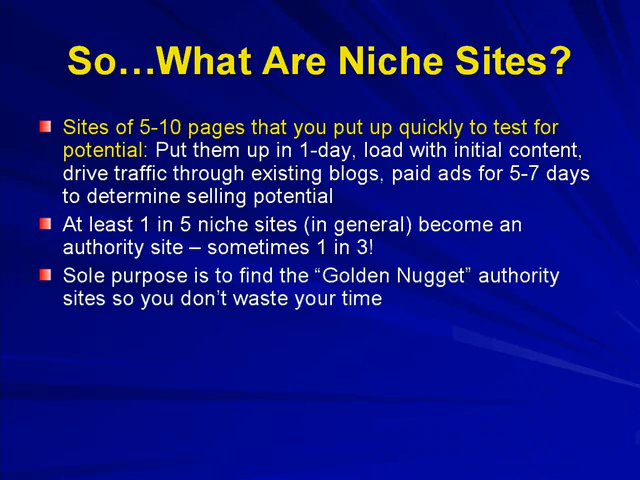 So…What Are Niche Sites?
Sites of 5-10 pages that you put up quickly to test for
potential: Put them up in 1-day, load with initial content,
drive traffic through existing blogs, paid ads for 5-7 days
to determine selling potential
At least 1 in 5 niche sites (in general) become an
authority site – sometimes 1 in 3!
Sole purpose is to find the “Golden Nugget” authority
sites so you don’t waste your time